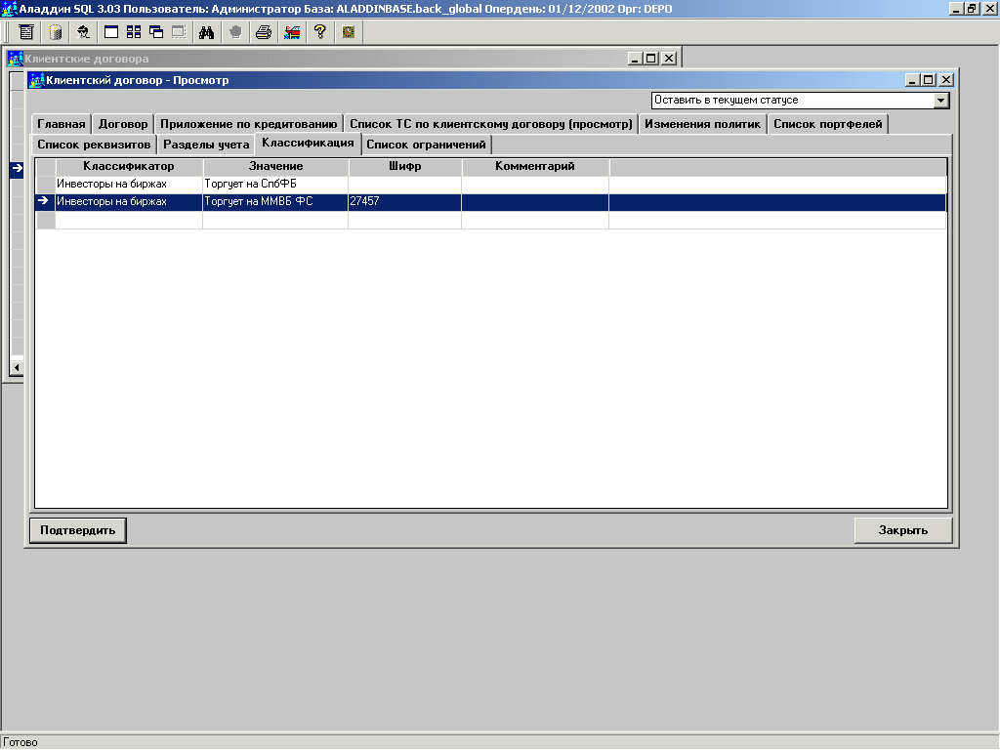 Аладдин SQL 3.03 Пользователь: Администратор База: ALADDINBASE.back_global Опердень: 01/12/2002 Орг: DEPO
Клиентские договора
Клиентский договор - Просмотр
Оставить в текущем статусе
Главная Договор Приложение по кредитованию Список ТС по клиентскому договору (просмотр) Изменения политик Список портфелей
Список реквизитов Разделы учета Классификация Список ограничений
Классификатор Значение Шифр Комментарий
Инвесторы на биржах Торгует на СпбФБ
Инвесторы на биржах Торгует на ММВБ ФС 27457
Подтвердить Закрыть
Готово